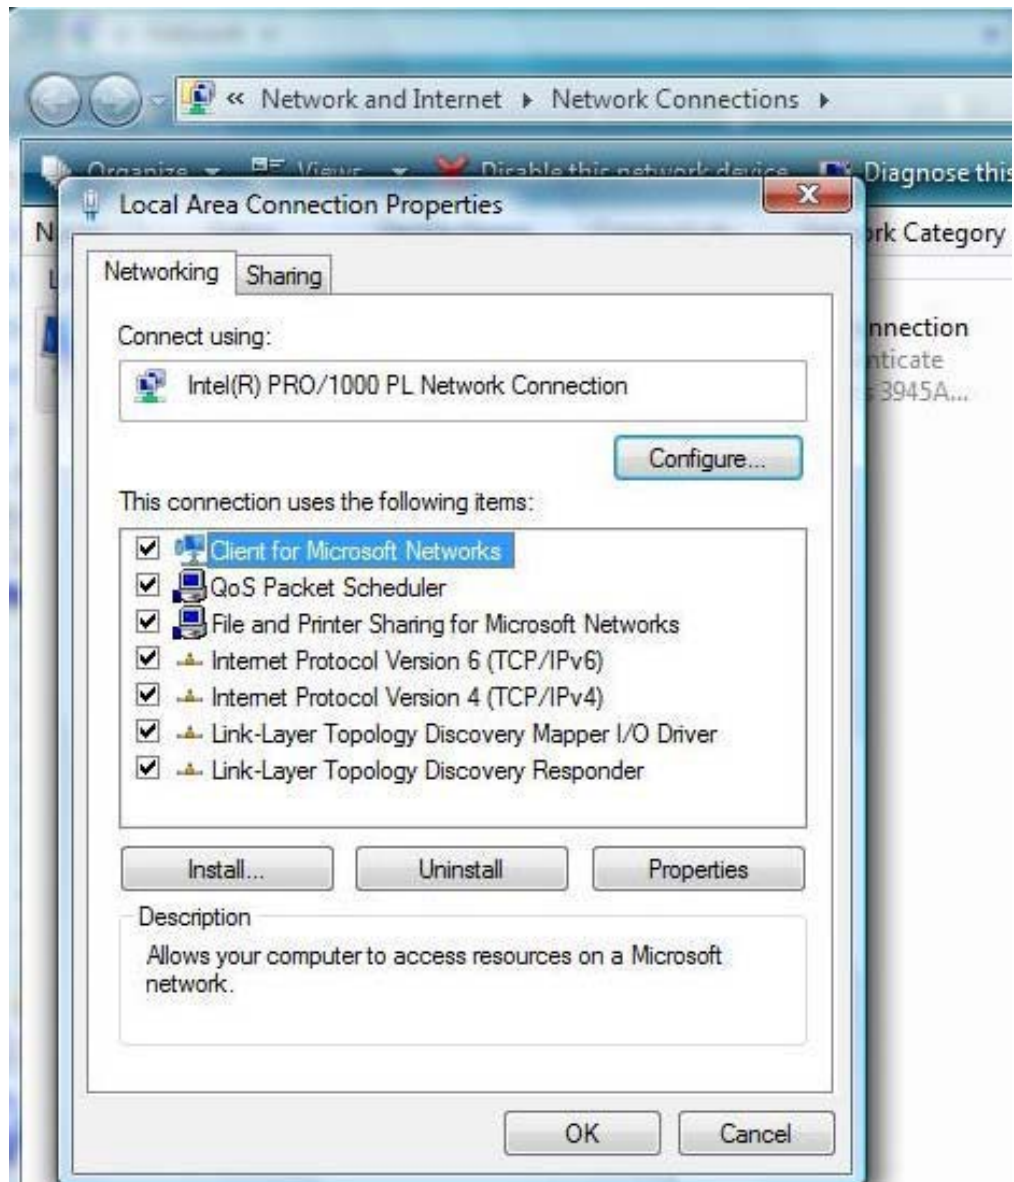 « Network and Internet ▸ Network Connections ▸
Organize Views Disable this network device Diagnose this
Local Area Connection Properties
N
rk Category
Networking Sharing
Connect using:
Intel(R) PRO/1000 PL Network Connection
nnection
nticate
3945A...
Configure...
This connection uses the following items:
Client for Microsoft Networks
QoS Packet Scheduler
File and Printer Sharing for Microsoft Networks
Internet Protocol Version 6 (TCP/IPv6)
Internet Protocol Version 4 (TCP/IPv4)
Link-Layer Topology Discovery Mapper I/O Driver
Link-Layer Topology Discovery Responder
Install... Uninstall Properties
Description
Allows your computer to access resources on a Microsoft
network.
OK Cancel